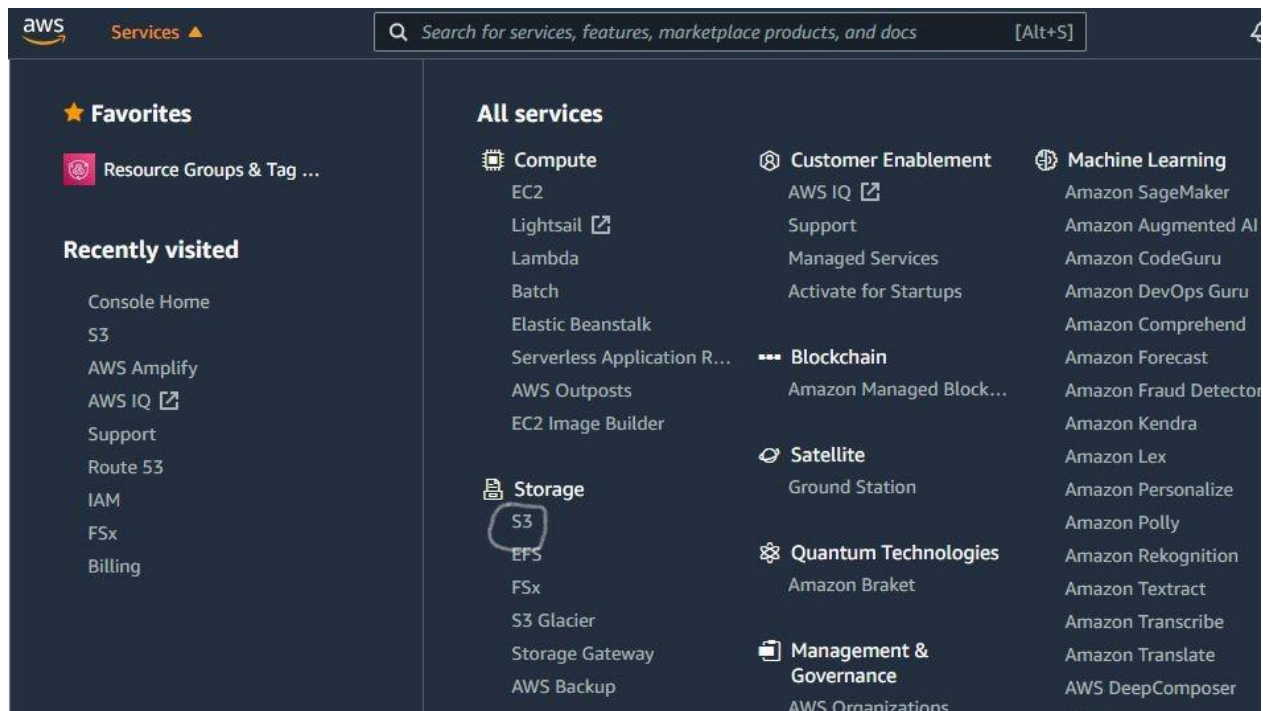 aws
Services ▲
Search for services, features, marketplace products, and docs
[Alt+S]
Favorites
Resource Groups & Tag ...
Recently visited
Console Home
S3
AWS Amplify
AWS IQ
Support
Route 53
IAM
FSx
Billing
All services
Compute
EC2
Lightsail
Lambda
Batch
Elastic Beanstalk
Serverless Application R...
AWS Outposts
EC2 Image Builder
Storage
S3
EFS
FSx
S3 Glacier
Storage Gateway
AWS Backup
Customer Enablement
AWS IQ
Support
Managed Services
Activate for Startups
Blockchain
Amazon Managed Block...
Satellite
Ground Station
Quantum Technologies
Amazon Braket
Management &
Governance
AWS Organizations
Machine Learning
Amazon SageMaker
Amazon Augmented AI
Amazon CodeGuru
Amazon DevOps Guru
Amazon Comprehend
Amazon Forecast
Amazon Fraud Detector
Amazon Kendra
Amazon Lex
Amazon Personalize
Amazon Polly
Amazon Rekognition
Amazon Textract
Amazon Transcribe
Amazon Translate
AWS DeepComposer